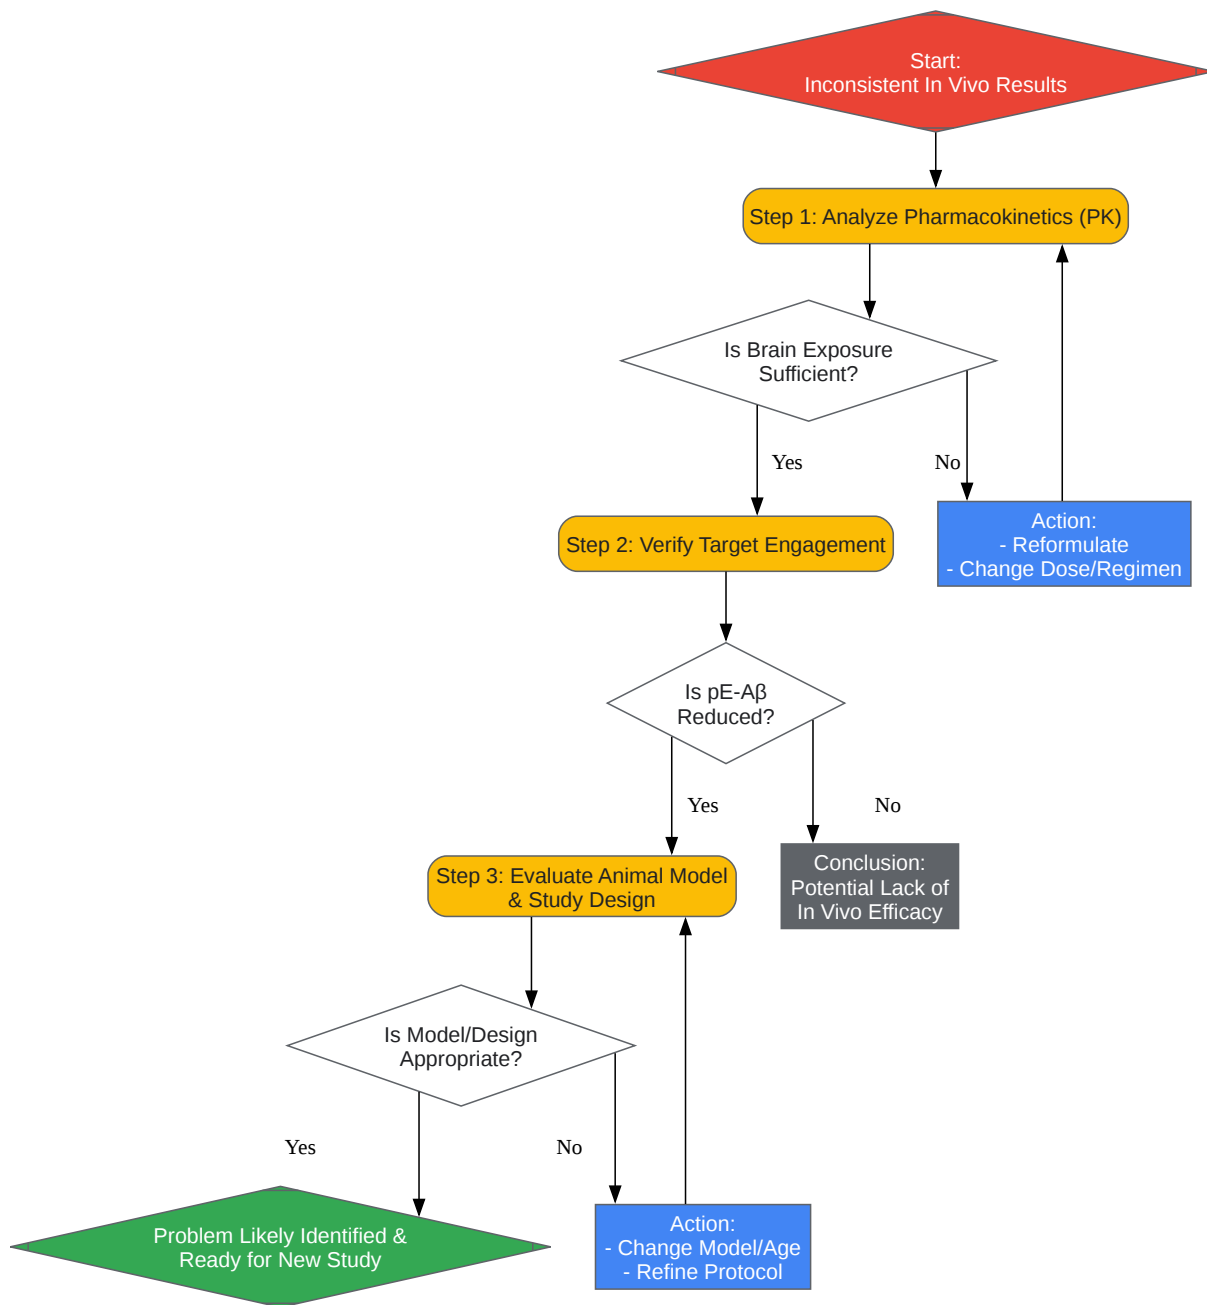 Start:
Inconsistent In Vivo Results
Step 1: Analyze Pharmacokinetics (PK)
Is Brain Exposure
Sufficient?
Yes
No
Action:
- Reformulate
- Change Dose/Regimen
Step 2: Verify Target Engagement
Is pE-Aβ
Reduced?
Yes
No
Conclusion:
Potential Lack of
In Vivo Efficacy
Step 3: Evaluate Animal Model
& Study Design
Is Model/Design
Appropriate?
Yes
No
Problem Likely Identified &
Ready for New Study
Action:
- Change Model/Age
- Refine Protocol